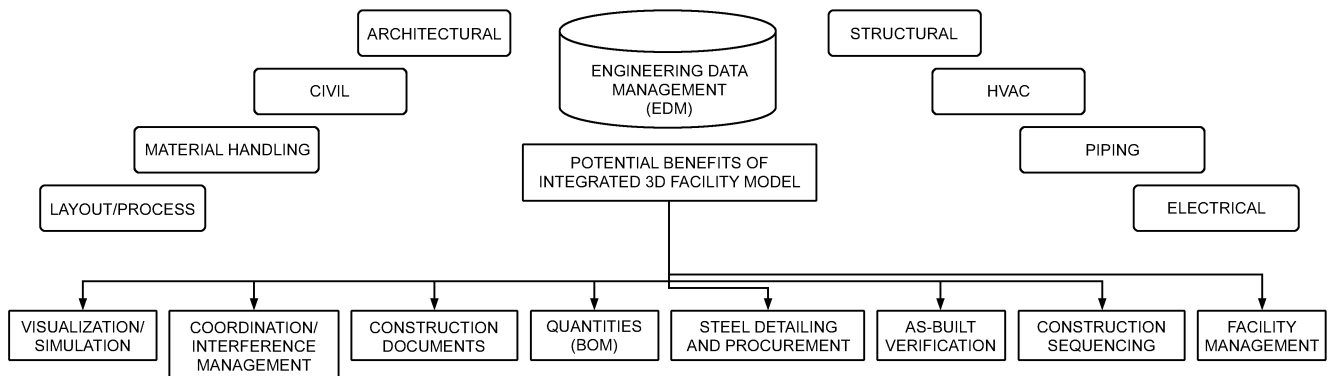 ARCHITECTURAL
STRUCTURAL
ENGINEERING DATA
MANAGEMENT
(EDM)
CIVIL
HVAC
MATERIAL HANDLING
PIPING
POTENTIAL BENEFITS OF
INTEGRATED 3D FACILITY MODEL
LAYOUT/PROCESS
ELECTRICAL
VISUALIZATION/
SIMULATION
COORDINATION/
INTERFERENCE
MANAGEMENT
CONSTRUCTION
DOCUMENTS
QUANTITIES
(BOM)
STEEL DETAILING
AND PROCUREMENT
AS-BUILT
VERIFICATION
CONSTRUCTION
SEQUENCING
FACILITY
MANAGEMENT